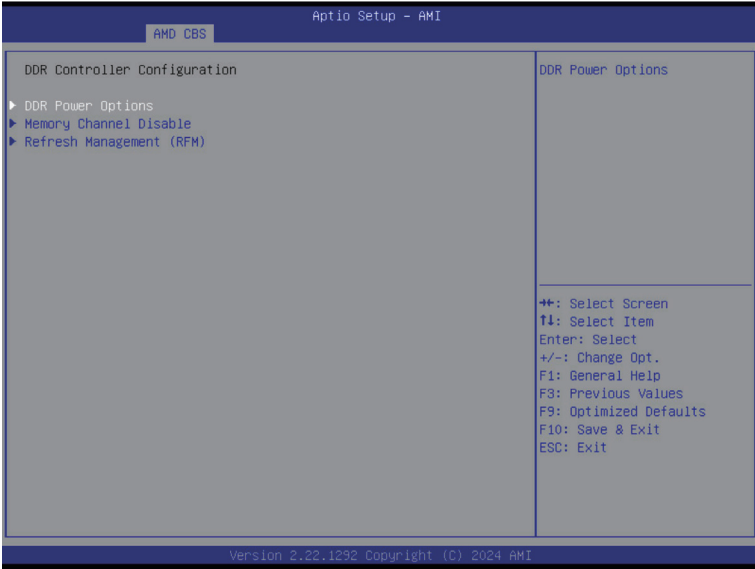 Aptio Setup – AMI
AMD CBS
DDR Controller Configuration
DDR Power Options
Memory Channel Disable
Refresh Management (RFM)
DDR Power Options
→←: Select Screen
↑↓: Select Item
Enter: Select
+/-: Change Opt.
F1: General Help
F3: Previous Values
F9: Optimized Defaults
F10: Save & Exit
ESC: Exit
Version 2.22.1292 Copyright (C) 2024 AMI